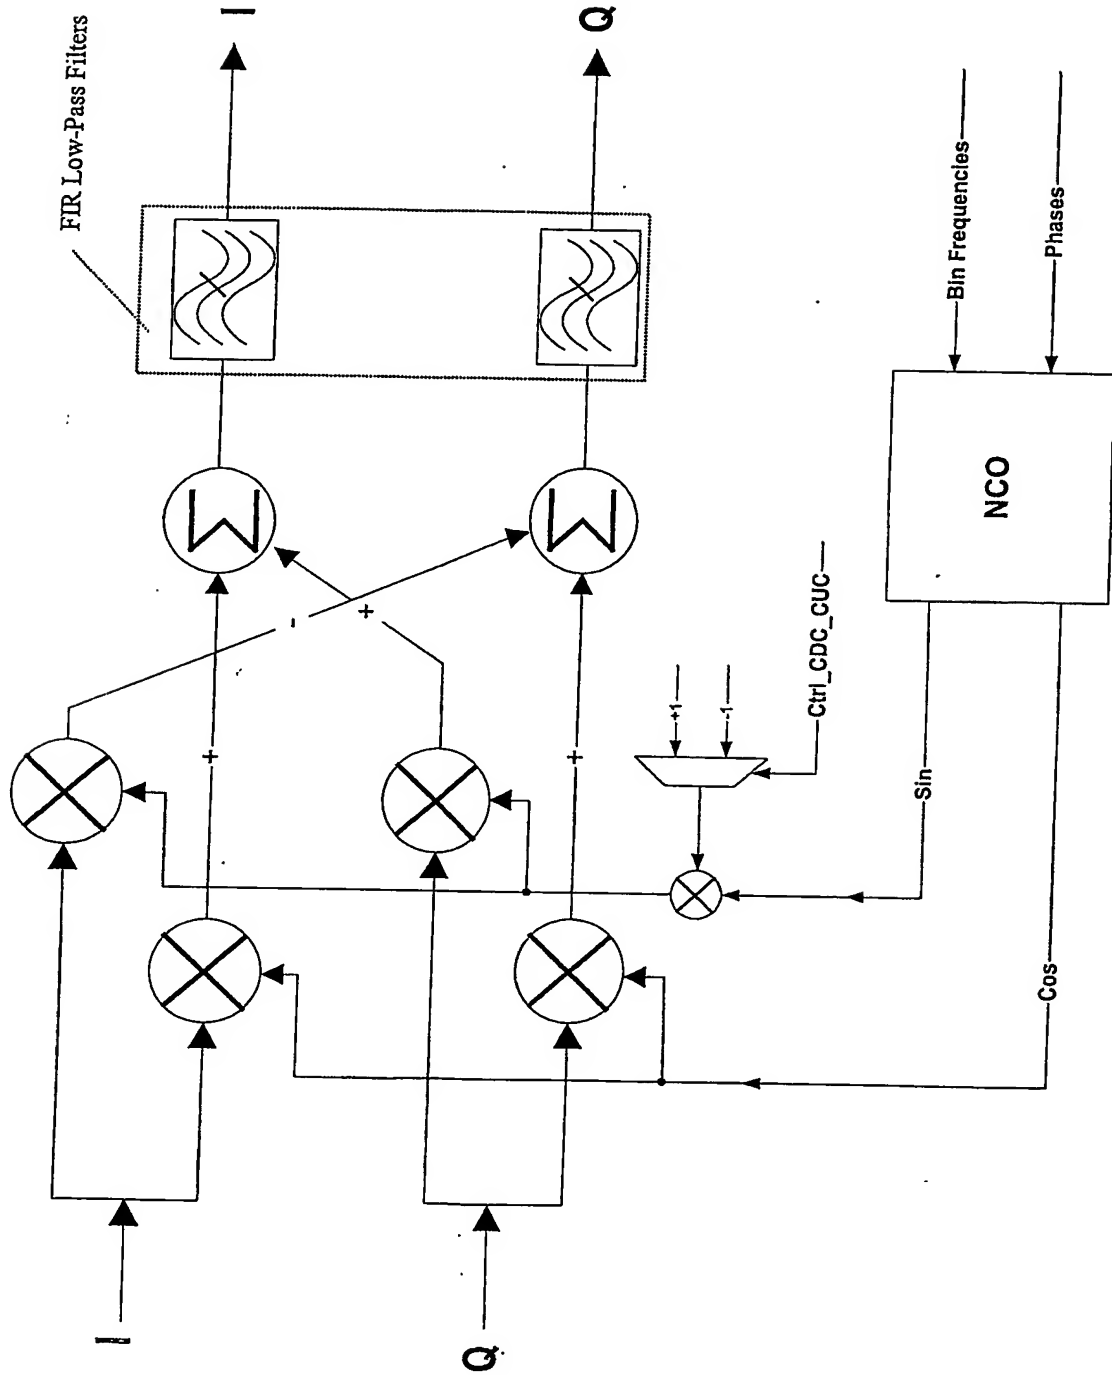 FIR Low-Pass Filters
I
Q
I
Q
+
-
+
+
+1
-1
Ctrl_CDC_CUC
Sin
Cos
NCO
Bin Frequencies
Phases